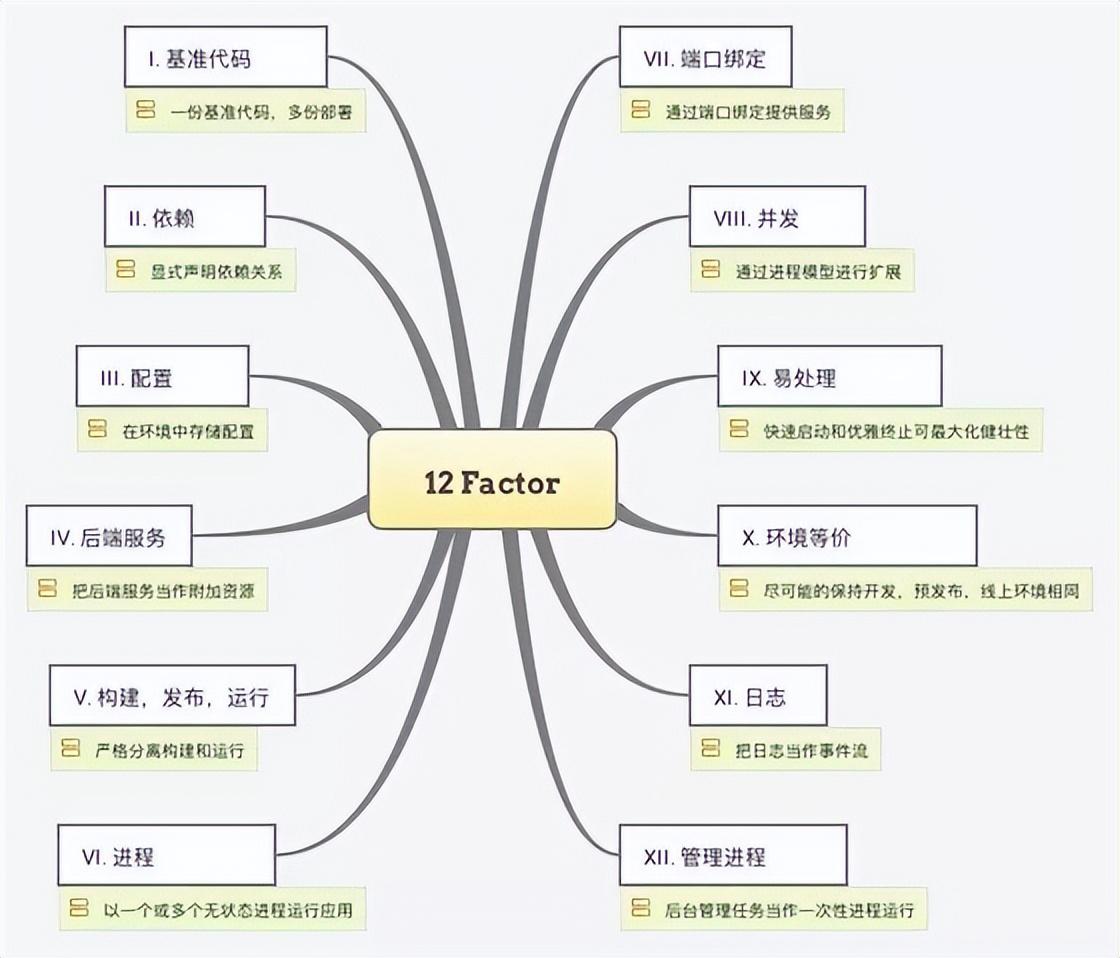 I. 基准代码
一份基准代码，多份部署
II. 依赖
显式声明依赖关系
III. 配置
在环境中存储配置
IV. 后端服务
把后端服务当作附加资源
V. 构建，发布，运行
严格分离构建和运行
VI. 进程
以一个或多个无状态进程运行应用
12 Factor
VII. 端口绑定
通过端口绑定提供服务
VIII. 并发
通过进程模型进行扩展
IX. 易处理
快速启动和优雅终止可最大化健壮性
X. 环境等价
尽可能的保持开发，预发布，线上环境相同
XI. 日志
把日志当作事件流
XII. 管理进程
后台管理任务当作一次性进程运行